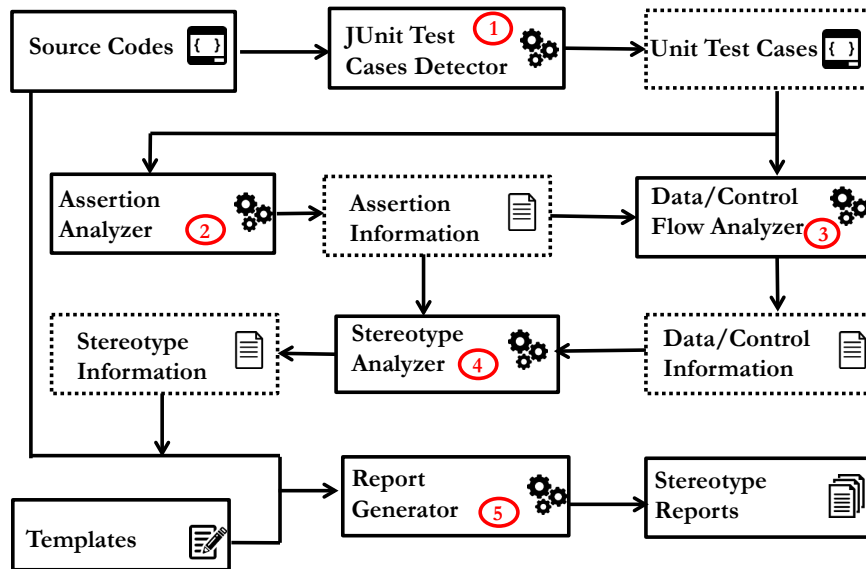 Source Codes
{ }
JUnit Test
Cases Detector
1
Unit Test Cases
{ }
Assertion
Analyzer
2
Assertion
Information
Data/Control
Flow Analyzer
3
Stereotype
Information
Stereotype
Analyzer
4
Data/Control
Information
Report
Generator
5
Stereotype
Reports
Templates